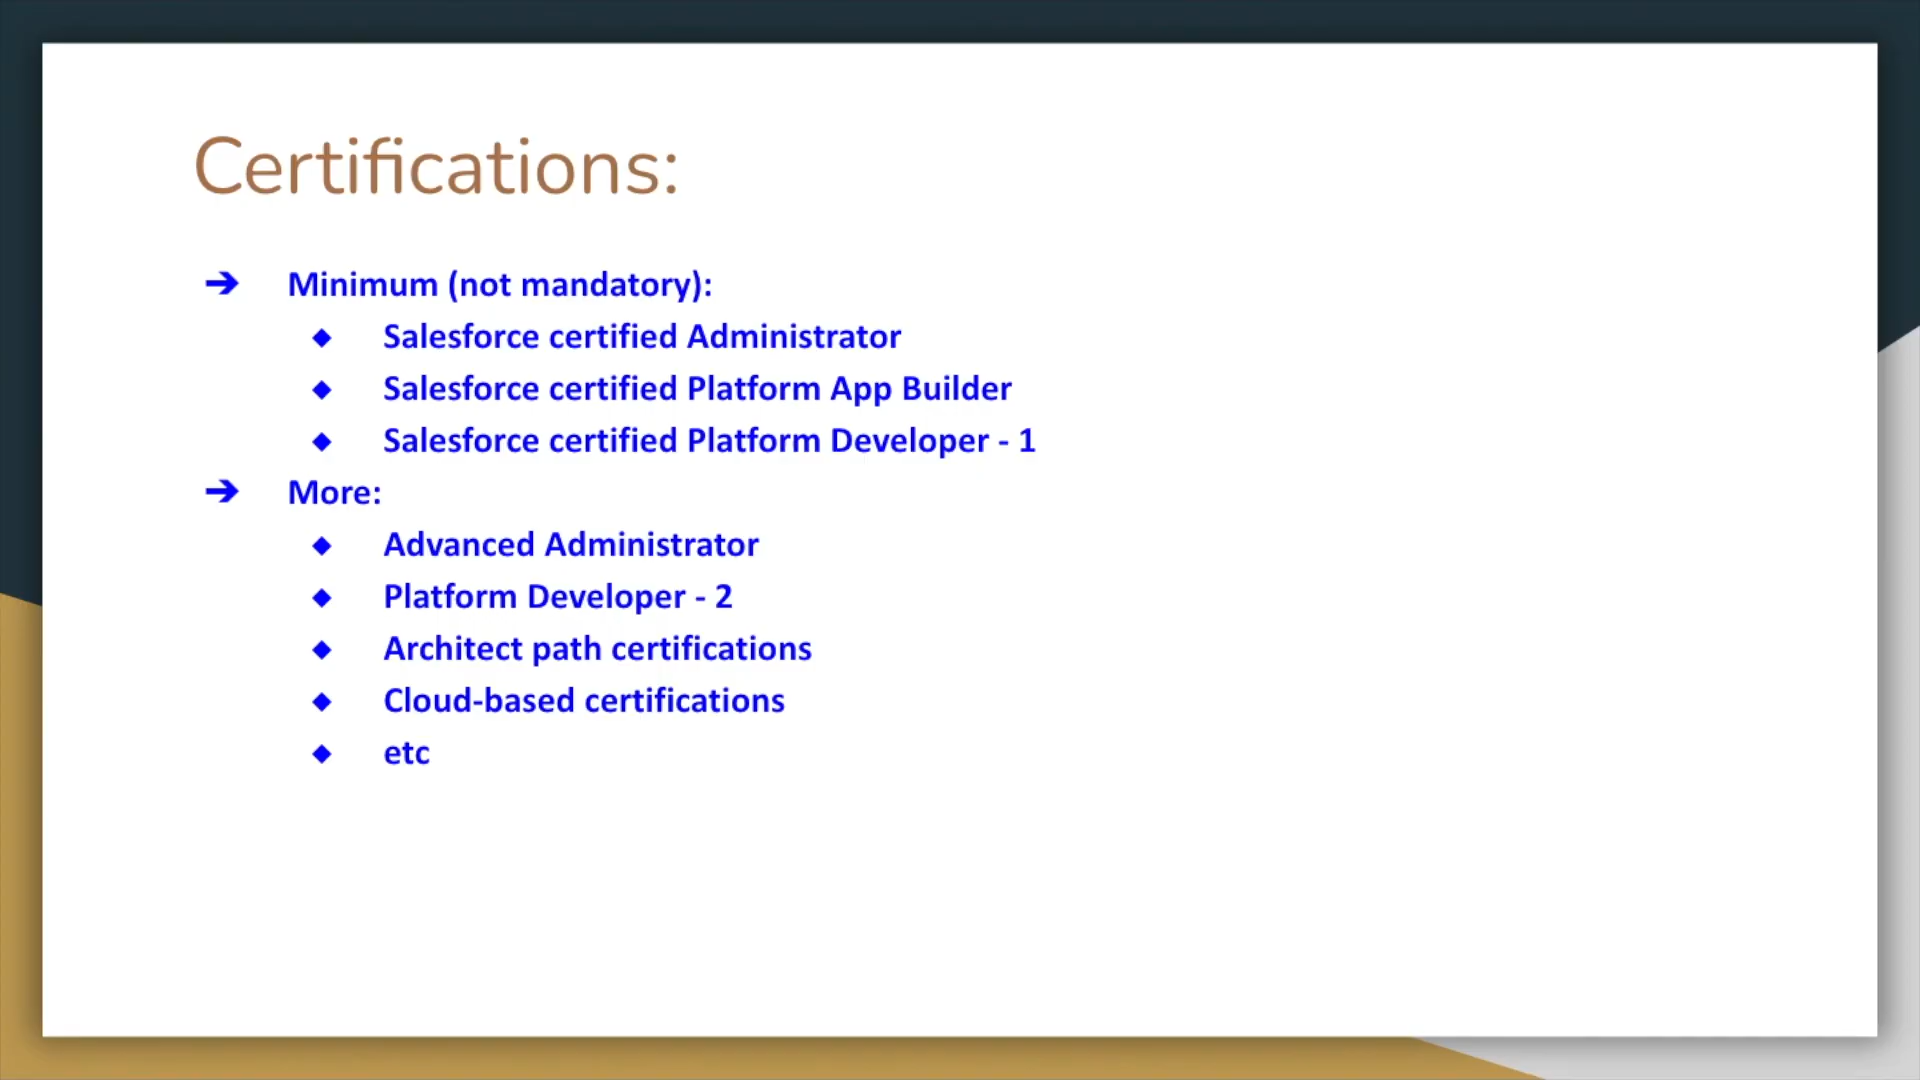 Certifications:
➔ Minimum (not mandatory):
◆ Salesforce certified Administrator
◆ Salesforce certified Platform App Builder
◆ Salesforce certified Platform Developer - 1
➔ More:
◆ Advanced Administrator
◆ Platform Developer - 2
◆ Architect path certifications
◆ Cloud-based certifications
◆ etc